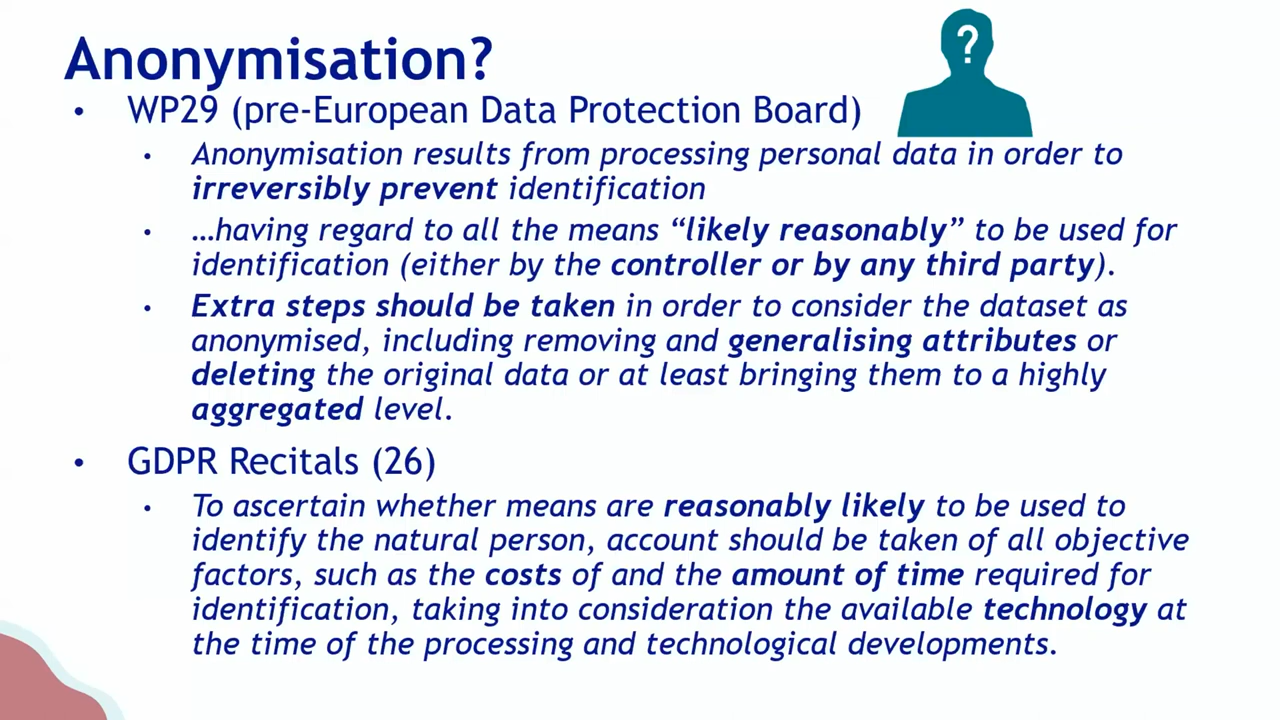 Anonymisation?
?
• WP29 (pre-European Data Protection Board)
• Anonymisation results from processing personal data in order to
irreversibly prevent identification
• …having regard to all the means “likely reasonably” to be used for
identification (either by the controller or by any third party).
• Extra steps should be taken in order to consider the dataset as
anonymised, including removing and generalising attributes or
deleting the original data or at least bringing them to a highly
aggregated level.
• GDPR Recitals (26)
• To ascertain whether means are reasonably likely to be used to
identify the natural person, account should be taken of all objective
factors, such as the costs of and the amount of time required for
identification, taking into consideration the available technology at
the time of the processing and technological developments.